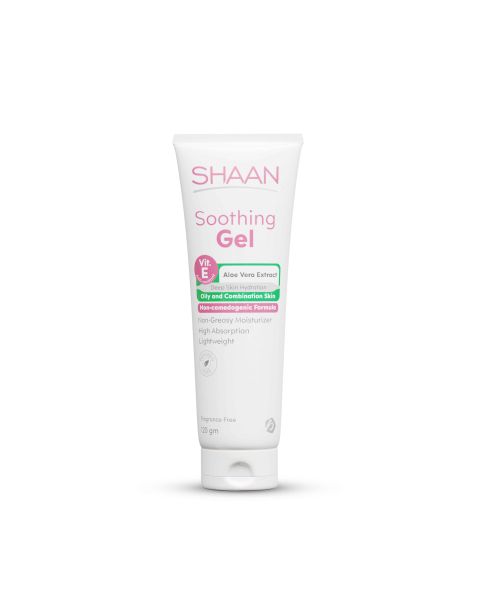 SHAAN
Soothing
Gel
Vit.
E
Aloe Vera Extract
Deep Skin Hydration
Oily and Combination Skin
Non-comedogenic Formula
Non-Greasy Moisturizer
High Absorption
Lightweight
Fragrance-Free
120 gm